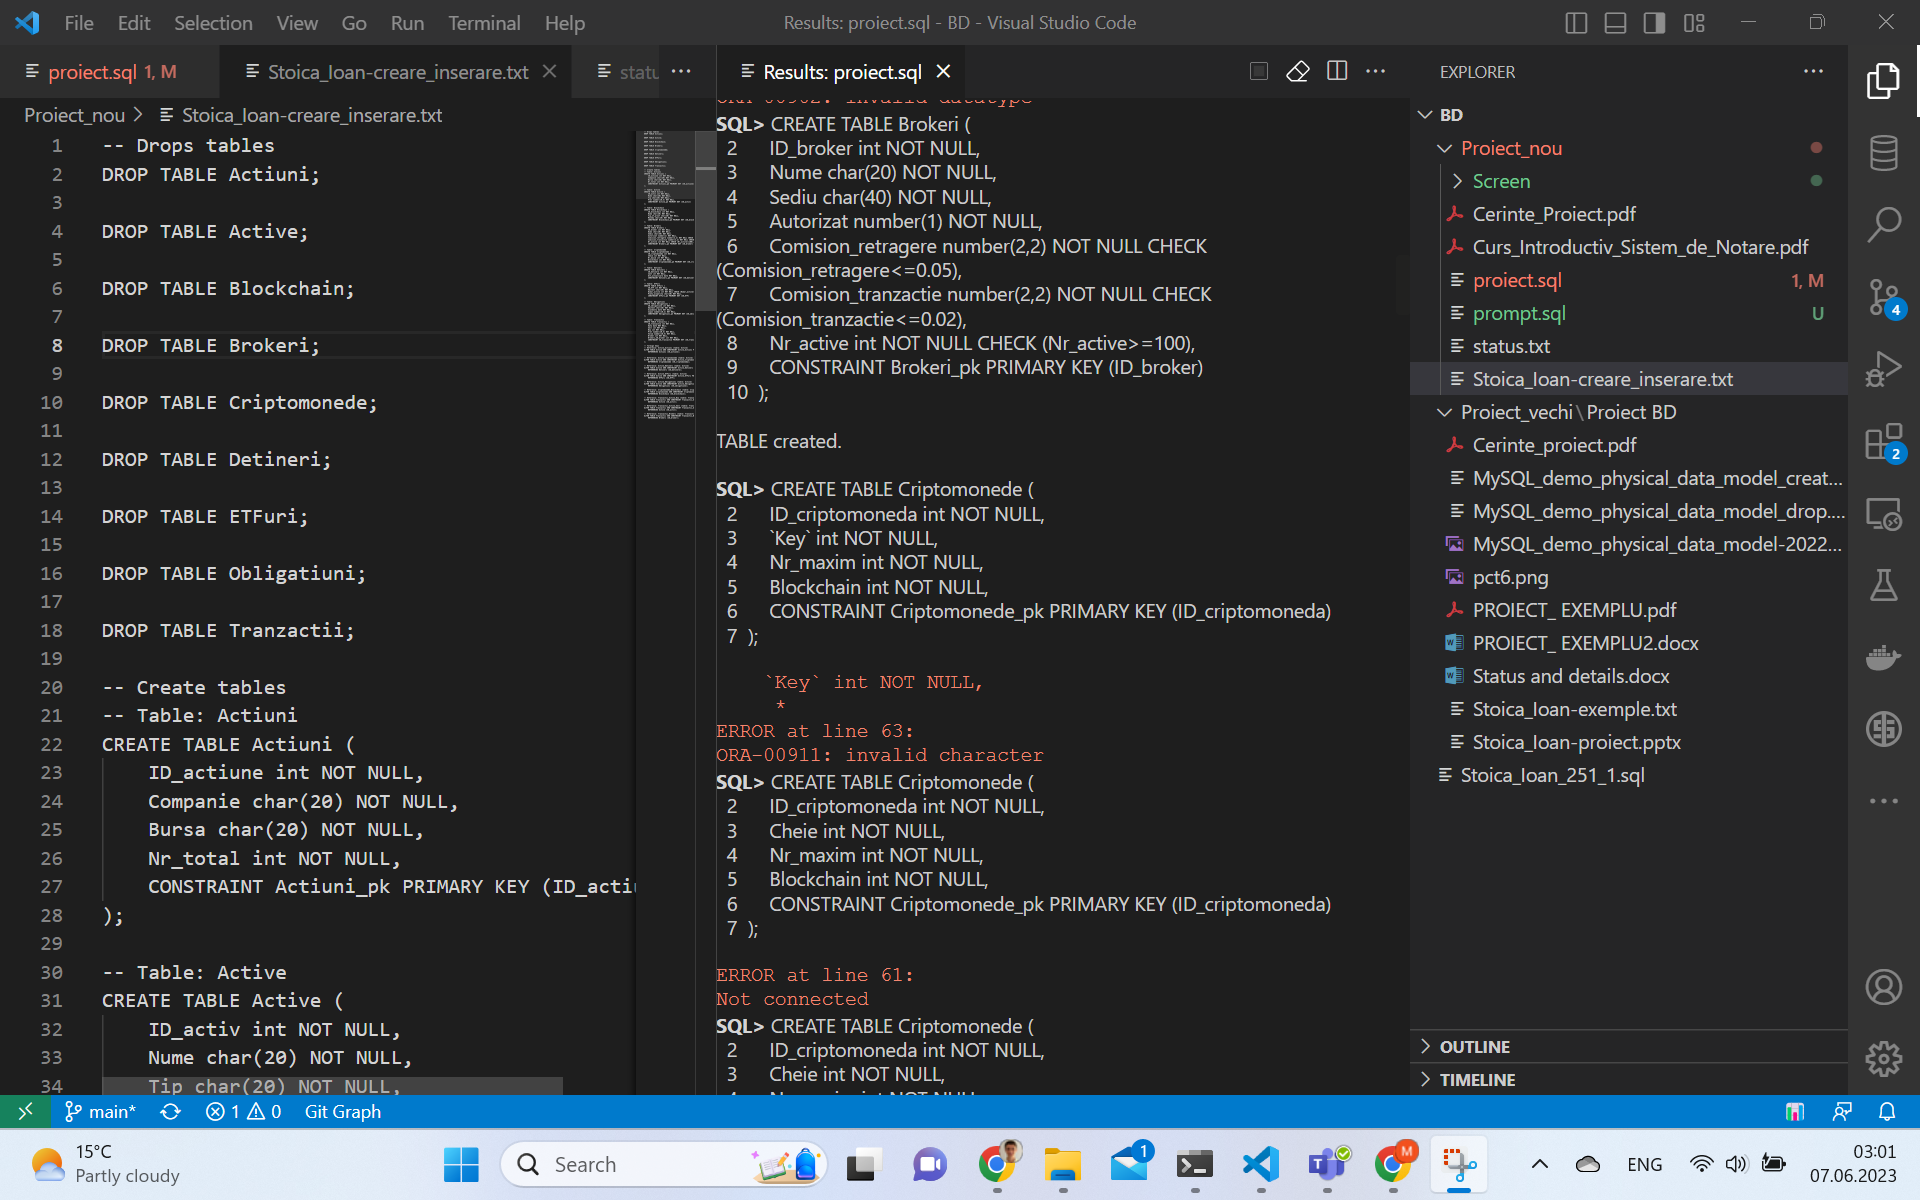 File Edit Selection View Go Run Terminal Help
Results: proiect.sql - BD - Visual Studio Code
proiect.sql 1, M
Stoica_Ioan-creare_inserare.txt
statu
Results: proiect.sql
EXPLORER
Proiect_nou > Stoica_Ioan-creare_inserare.txt
1 -- Drops tables
2 DROP TABLE Actiuni;
3
4 DROP TABLE Active;
5
6 DROP TABLE Blockchain;
7
8 DROP TABLE Brokeri;
9
10 DROP TABLE Criptomonede;
11
12 DROP TABLE Detineri;
13
14 DROP TABLE ETFuri;
15
16 DROP TABLE Obligatiuni;
17
18 DROP TABLE Tranzactii;
19
20 -- Create tables
21 -- Table: Actiuni
22 CREATE TABLE Actiuni (
23 ID_actiune int NOT NULL,
24 Companie char(20) NOT NULL,
25 Bursa char(20) NOT NULL,
26 Nr_total int NOT NULL,
27 CONSTRAINT Actiuni_pk PRIMARY KEY (ID_actiu
28 );
29
30 -- Table: Active
31 CREATE TABLE Active (
32 ID_activ int NOT NULL,
33 Nume char(20) NOT NULL,
34 Tip char(20) NOT NULL,
ORA-00902: invalid datatype
SQL> CREATE TABLE Brokeri (
2 ID_broker int NOT NULL,
3 Nume char(20) NOT NULL,
4 Sediu char(40) NOT NULL,
5 Autorizat number(1) NOT NULL,
6 Comision_retragere number(2,2) NOT NULL CHECK
(Comision_retragere<=0.05),
7 Comision_tranzactie number(2,2) NOT NULL CHECK
(Comision_tranzactie<=0.02),
8 Nr_active int NOT NULL CHECK (Nr_active>=100),
9 CONSTRAINT Brokeri_pk PRIMARY KEY (ID_broker)
10 );
TABLE created.
SQL> CREATE TABLE Criptomonede (
2 ID_criptomoneda int NOT NULL,
3 `Key` int NOT NULL,
4 Nr_maxim int NOT NULL,
5 Blockchain int NOT NULL,
6 CONSTRAINT Criptomonede_pk PRIMARY KEY (ID_criptomoneda)
7 );
`Key` int NOT NULL,
*
ERROR at line 63:
ORA-00911: invalid character
SQL> CREATE TABLE Criptomonede (
2 ID_criptomoneda int NOT NULL,
3 Cheie int NOT NULL,
4 Nr_maxim int NOT NULL,
5 Blockchain int NOT NULL,
6 CONSTRAINT Criptomonede_pk PRIMARY KEY (ID_criptomoneda)
7 );
ERROR at line 61:
Not connected
SQL> CREATE TABLE Criptomonede (
2 ID_criptomoneda int NOT NULL,
3 Cheie int NOT NULL,
4 Nr_maxim int NOT NULL,
BD
Proiect_nou
Screen
Cerinte_Proiect.pdf
Curs_Introductiv_Sistem_de_Notare.pdf
proiect.sql 1, M
prompt.sql U
status.txt
Stoica_Ioan-creare_inserare.txt
Proiect_vechi\Proiect BD
Cerinte_proiect.pdf
MySQL_demo_physical_data_model_creat...
MySQL_demo_physical_data_model_drop....
MySQL_demo_physical_data_model-2022...
pct6.png
PROIECT_ EXEMPLU.pdf
PROIECT_ EXEMPLU2.docx
Status and details.docx
Stoica_Ioan-exemple.txt
Stoica_Ioan-proiect.pptx
Stoica_Ioan_251_1.sql
OUTLINE
TIMELINE
4
2
main* 1 0 Git Graph
15°C
Partly cloudy
Search
1
M
ENG
03:01
07.06.2023